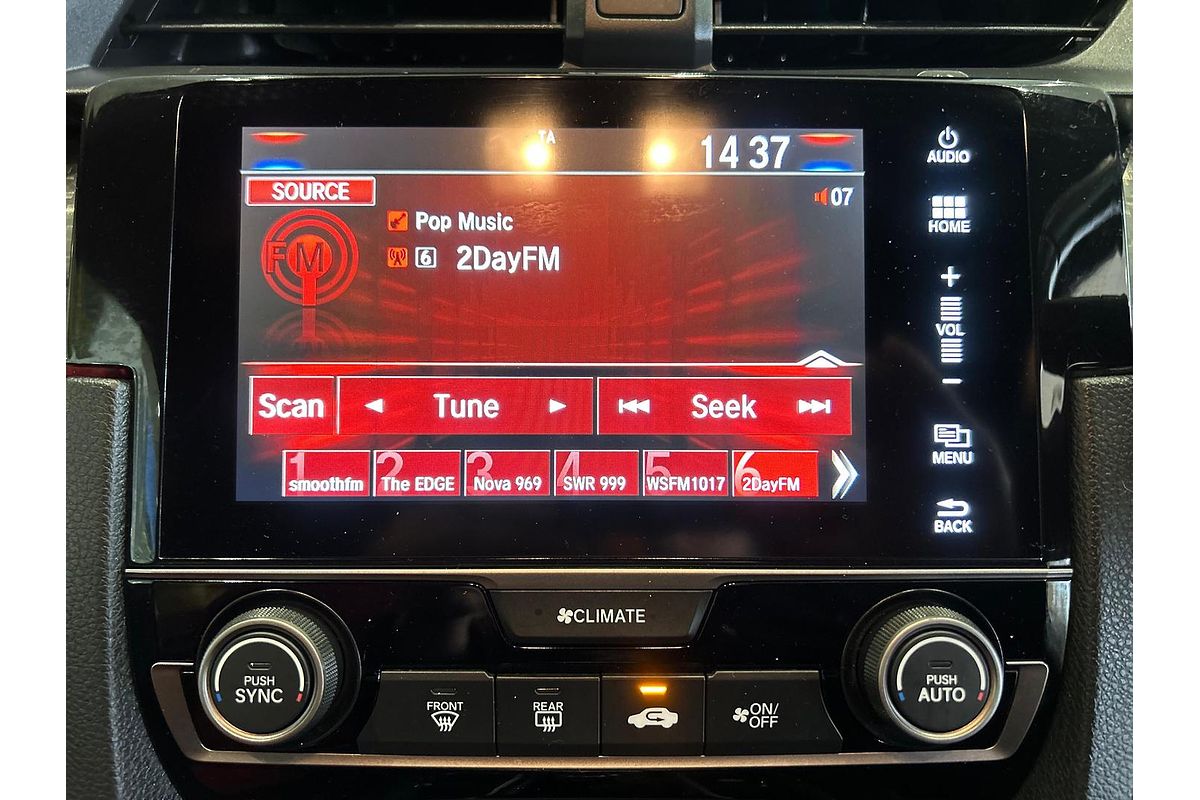 TA
14 37
AUDIO
SOURCE
07
FM
Pop Music
6 2DayFM
HOME
+
VOL
−
Scan
Tune
Seek
MENU
1 smoothfm
2 The EDGE
3 Nova 969
4 SWR 999
5 WSFM1017
6 2DayFM
BACK
CLIMATE
PUSH
SYNC
FRONT
REAR
ON/
OFF
PUSH
AUTO